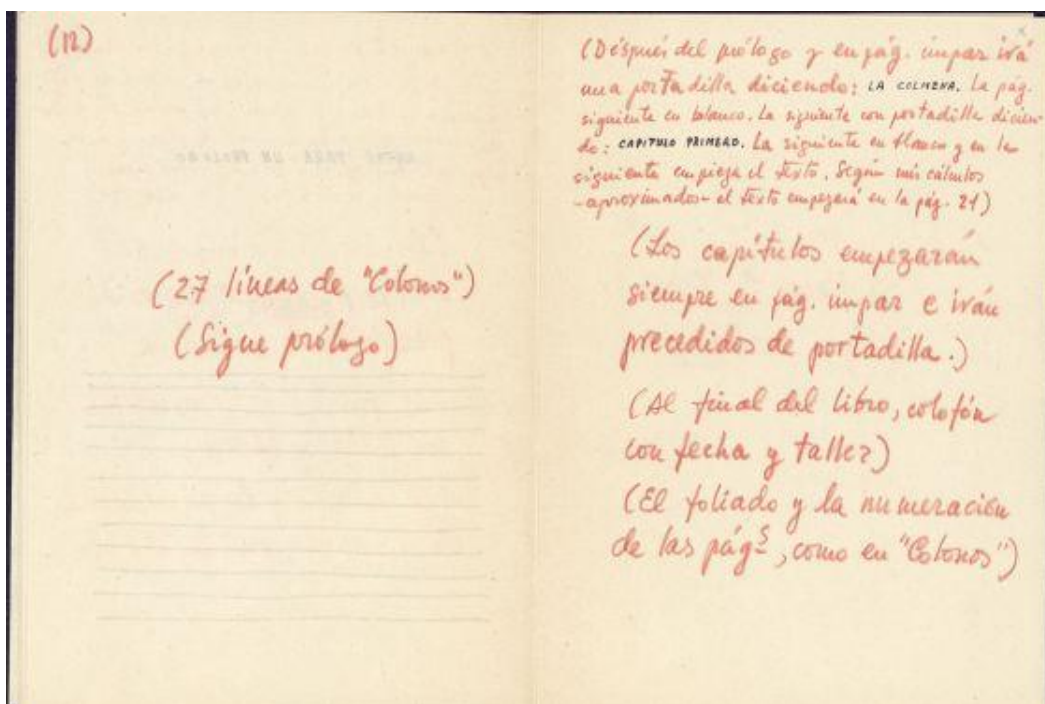 (12)
(27 líneas de "Colonos")
(Sigue prólogo)
(Después del prólogo y en pág. impar irá
una portadilla diciendo: LA COLMENA. La pág.
siguiente en blanco. La siguiente con portadilla dicien-
do: CAPITULO PRIMERO. La siguiente en blanco y en la
siguiente empieza el texto. Según mis cálculos
-aproximados- el texto empezará en la pág. 21)
(Los capítulos empezarán
siempre en pág. impar e irán
precedidos de portadilla.)
(Al final del libro, colofón
con fecha y taller)
(El foliado y la numeración
de las págs, como en "Colonos")